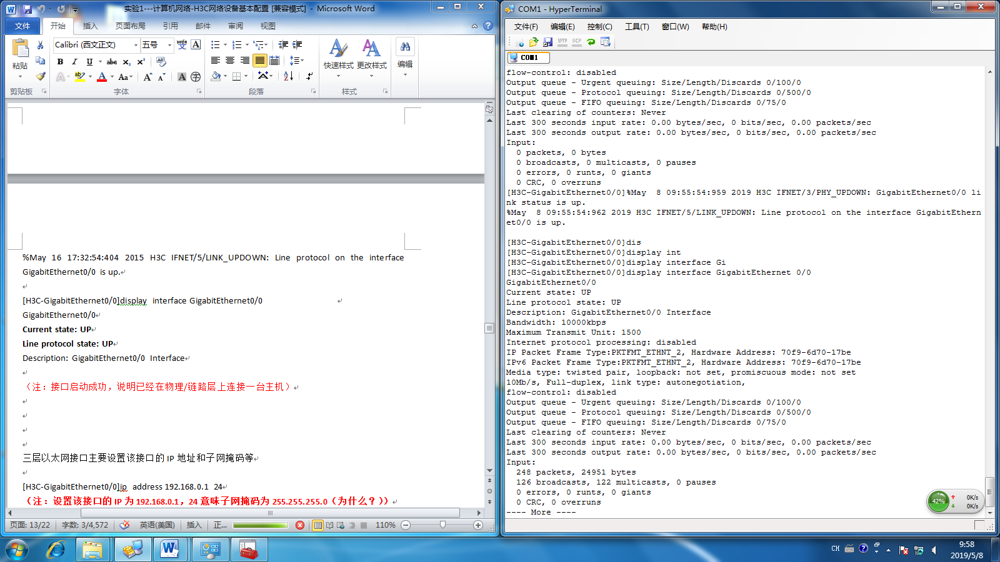 实验1---计算机网络-H3C网络设备基本配置 [兼容模式] - Microsoft Word
文件 开始 插入 页面布局 引用 邮件 审阅 视图
Calibri (西文正文) 五号
粘贴
B I U abc x₂ x² Aa A A A 字
快速样式 更改样式 编辑
剪贴板 字体 段落 样式
%May 16 17:32:54:404 2015 H3C IFNET/5/LINK_UPDOWN: Line protocol on the interface
GigabitEthernet0/0 is up.
[H3C-GigabitEthernet0/0]display interface GigabitEthernet0/0
GigabitEthernet0/0
Current state: UP
Line protocol state: UP
Description: GigabitEthernet0/0 Interface
（注：接口启动成功，说明已经在物理/链路层上连接一台主机）
三层以太网接口主要设置该接口的 IP 地址和子网掩码等
[H3C-GigabitEthernet0/0]ip address 192.168.0.1 24
（注：设置该接口的 IP 为 192.168.0.1，24 意味子网掩码为 255.255.255.0（为什么？））
页面: 13/22 字数: 3/4,572 英语(美国) 插入 正... 110%
COM1 - HyperTerminal
文件(F) 编辑(E) 控制(C) 工具(T) 窗口(W) 帮助(H)
SFTP SCP
COM1
flow-control: disabled
Output queue - Urgent queuing: Size/Length/Discards 0/100/0
Output queue - Protocol queuing: Size/Length/Discards 0/500/0
Output queue - FIFO queuing: Size/Length/Discards 0/75/0
Last clearing of counters: Never
Last 300 seconds input rate: 0.00 bytes/sec, 0 bits/sec, 0.00 packets/sec
Last 300 seconds output rate: 0.00 bytes/sec, 0 bits/sec, 0.00 packets/sec
Input:
0 packets, 0 bytes
0 broadcasts, 0 multicasts, 0 pauses
0 errors, 0 runts, 0 giants
0 CRC, 0 overruns
[H3C-GigabitEthernet0/0]%May  8 09:55:54:959 2019 H3C IFNET/3/PHY_UPDOWN: GigabitEthernet0/0 li
nk status is up.
%May  8 09:55:54:962 2019 H3C IFNET/5/LINK_UPDOWN: Line protocol on the interface GigabitEthern
et0/0 is up.
[H3C-GigabitEthernet0/0]dis
[H3C-GigabitEthernet0/0]display int
[H3C-GigabitEthernet0/0]display interface Gi
[H3C-GigabitEthernet0/0]display interface GigabitEthernet 0/0
GigabitEthernet0/0
Current state: UP
Line protocol state: UP
Description: GigabitEthernet0/0 Interface
Bandwidth: 10000kbps
Maximum Transmit Unit: 1500
Internet protocol processing: disabled
IP Packet Frame Type:PKTFMT_ETHNT_2, Hardware Address: 70f9-6d70-17be
IPv6 Packet Frame Type:PKTFMT_ETHNT_2, Hardware Address: 70f9-6d70-17be
Media type: twisted pair, loopback: not set, promiscuous mode: not set
10Mb/s, Full-duplex, link type: autonegotiation,
flow-control: disabled
Output queue - Urgent queuing: Size/Length/Discards 0/100/0
Output queue - Protocol queuing: Size/Length/Discards 0/500/0
Output queue - FIFO queuing: Size/Length/Discards 0/75/0
Last clearing of counters: Never
Last 300 seconds input rate: 0.00 bytes/sec, 0 bits/sec, 0.00 packets/sec
Last 300 seconds output rate: 0.00 bytes/sec, 0 bits/sec, 0.00 packets/sec
Input:
248 packets, 24951 bytes
126 broadcasts, 122 multicasts, 0 pauses
0 errors, 0 runts, 0 giants
0 CRC, 0 overruns
---- More ----
42% 0K/s
0K/s
CH 9:58
2019/5/8